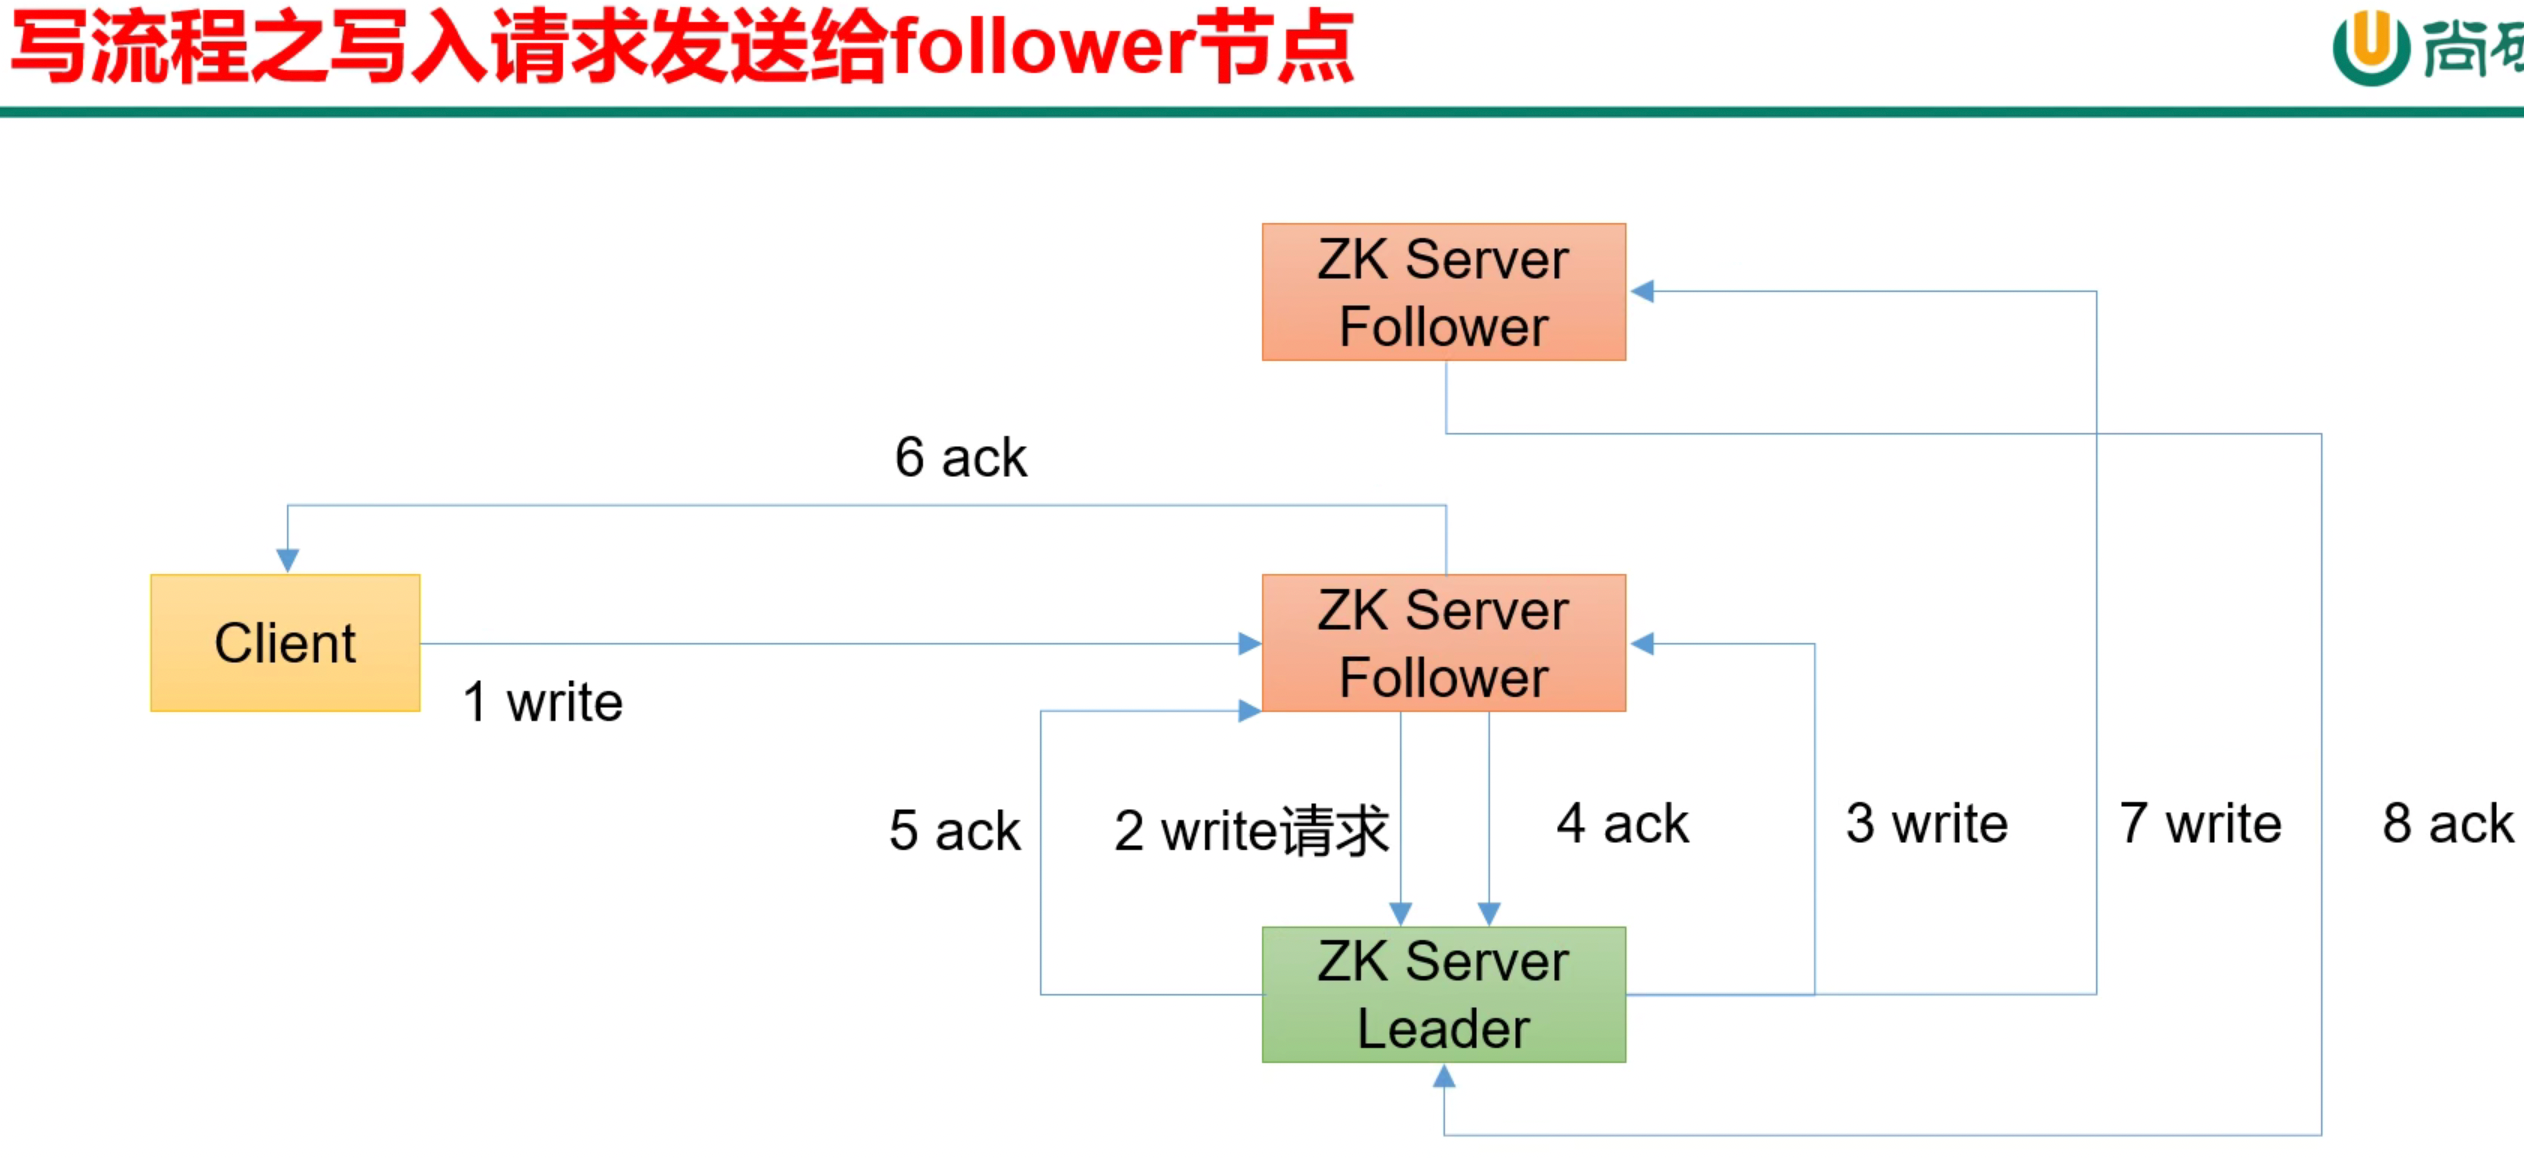 写流程之写入请求发送给follower节点
尚
ZK Server
Follower
6 ack
Client
1 write
ZK Server
Follower
5 ack
2 write请求
4 ack
3 write
7 write
8 ack
ZK Server
Leader